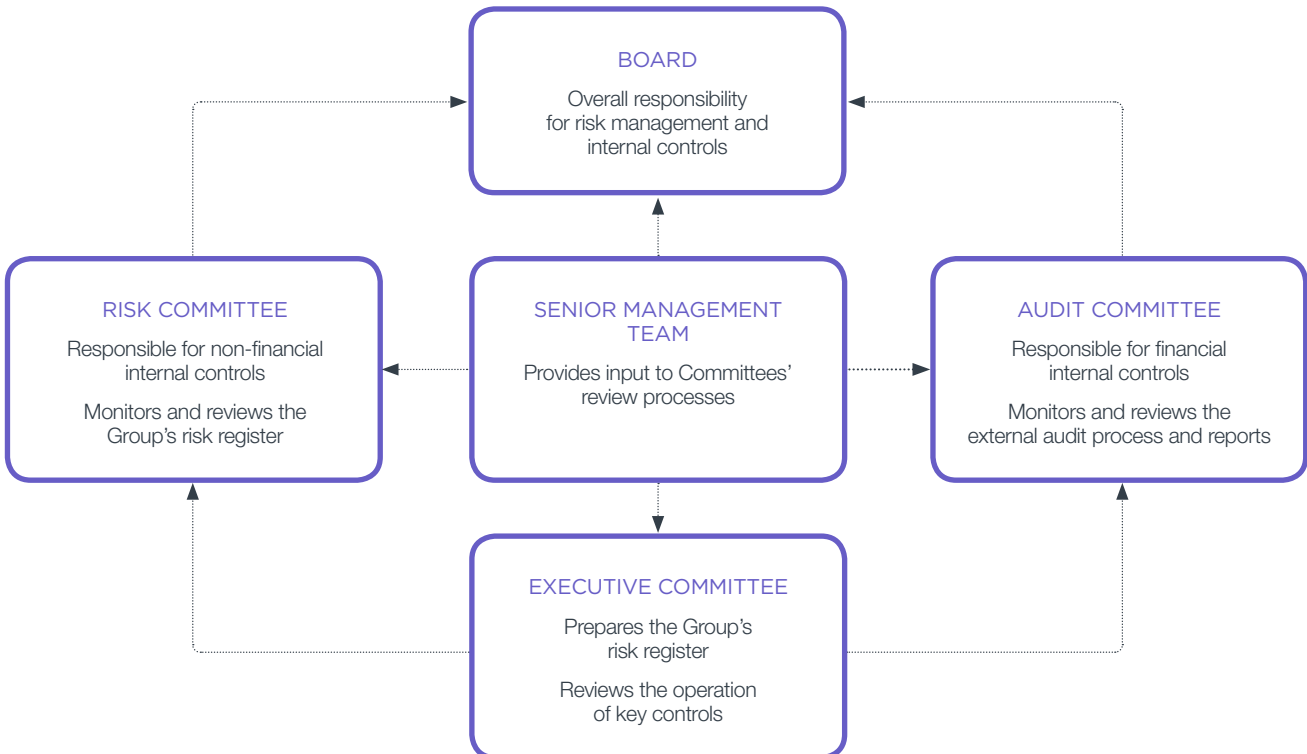 BOARD
Overall responsibility
for risk management and
internal controls
RISK COMMITTEE
Responsible for non-financial
internal controls
Monitors and reviews the
Group’s risk register
SENIOR MANAGEMENT
TEAM
Provides input to Committees’
review processes
AUDIT COMMITTEE
Responsible for financial
internal controls
Monitors and reviews the
external audit process and reports
EXECUTIVE COMMITTEE
Prepares the Group’s
risk register
Reviews the operation
of key controls